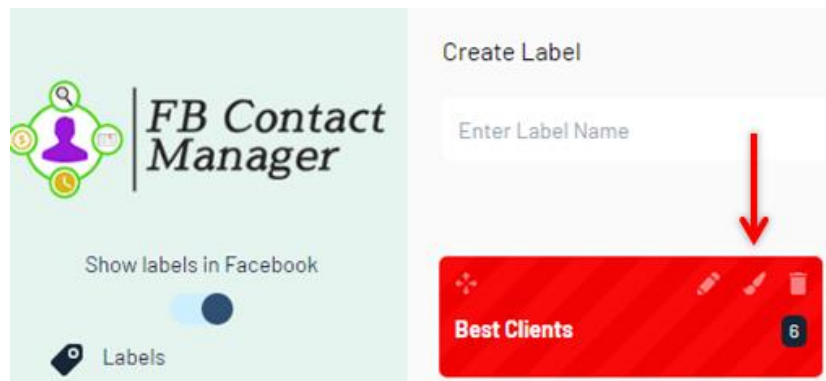 FB Contact
Manager
Show labels in Facebook
Labels
Create Label
Enter Label Name
Best Clients
6